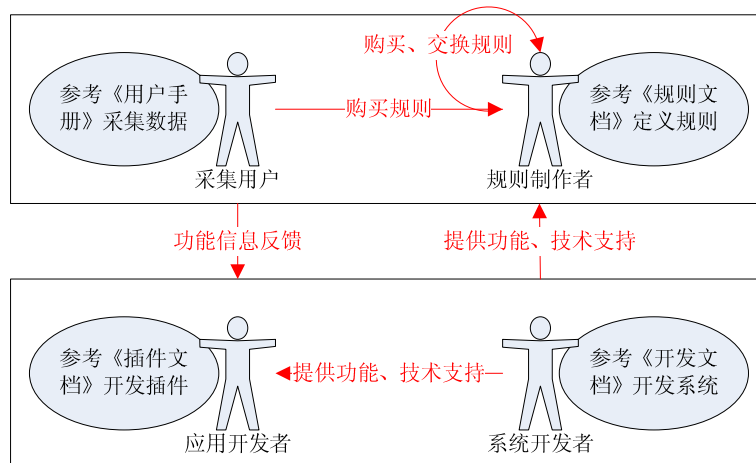 购买、交换规则
参考《用户手
册》采集数据
购买规则
参考《规则文
档》定义规则
采集用户
规则制作者
功能信息反馈
提供功能、技术支持
参考《插件文
档》开发插件
提供功能、技术支持
参考《开发文
档》开发系统
应用开发者
系统开发者